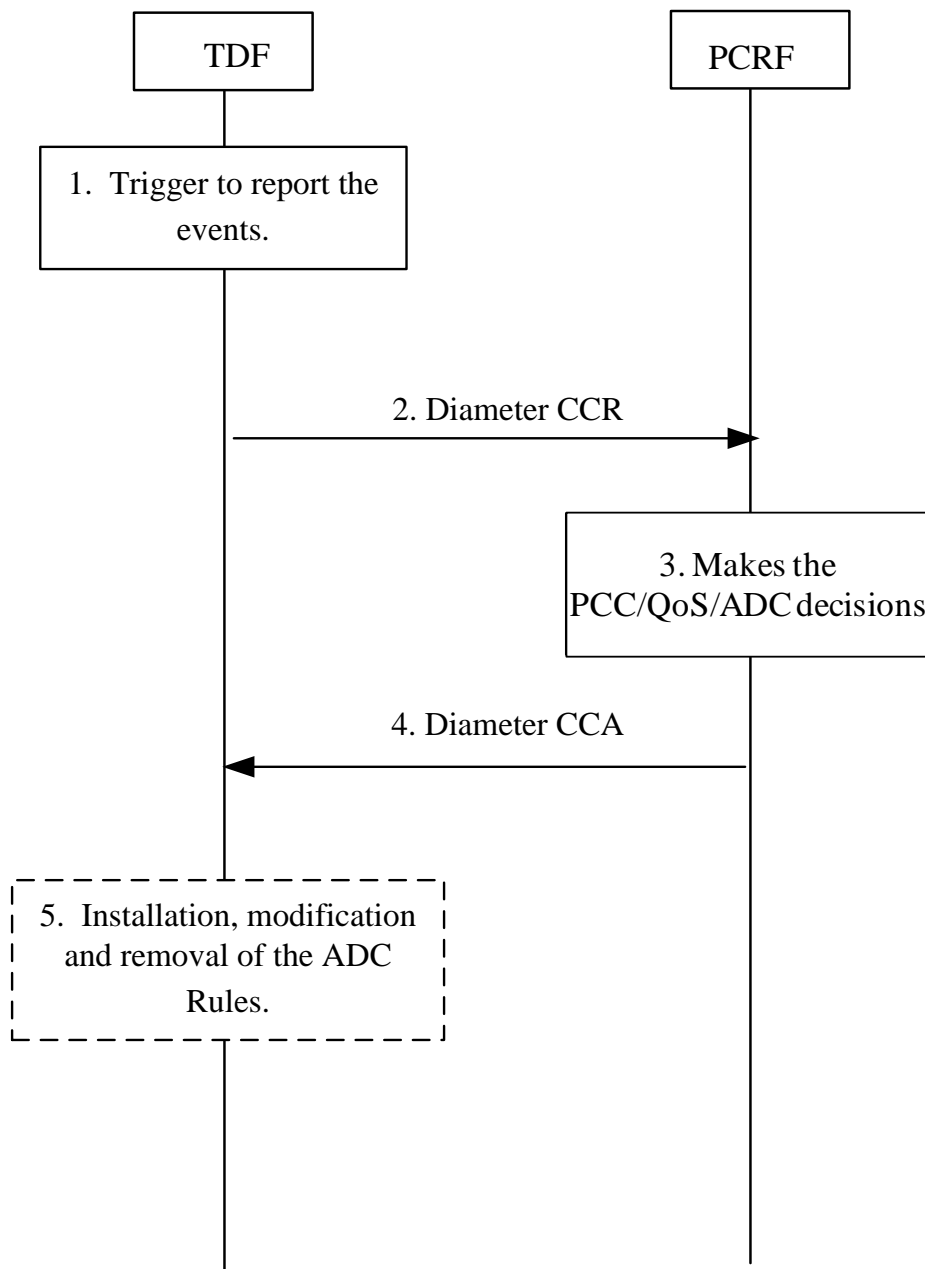 TDF
PCRF
1. Trigger to report the
events.
2. Diameter CCR
3. Makes the
PCC/QoS/ADC decisions
4. Diameter CCA
5. Installation, modification
and removal of the ADC
Rules.